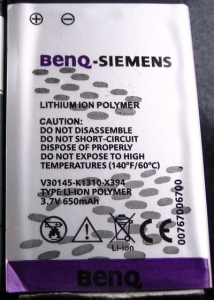 BENQ-SIEMENS
LITHIUM ION POLYMER
CAUTION:
DO NOT DISASSEMBLE
DO NOT SHORT-CIRCUIT
DISPOSE OF PROPERLY
DO NOT EXPOSE TO HIGH
TEMPERATURES (140°F/60°C)
V30145-K1310-X394
TYPE LI-ION POLYMER
3.7V 650mAh
Li-Ion
00767006700
BenQ